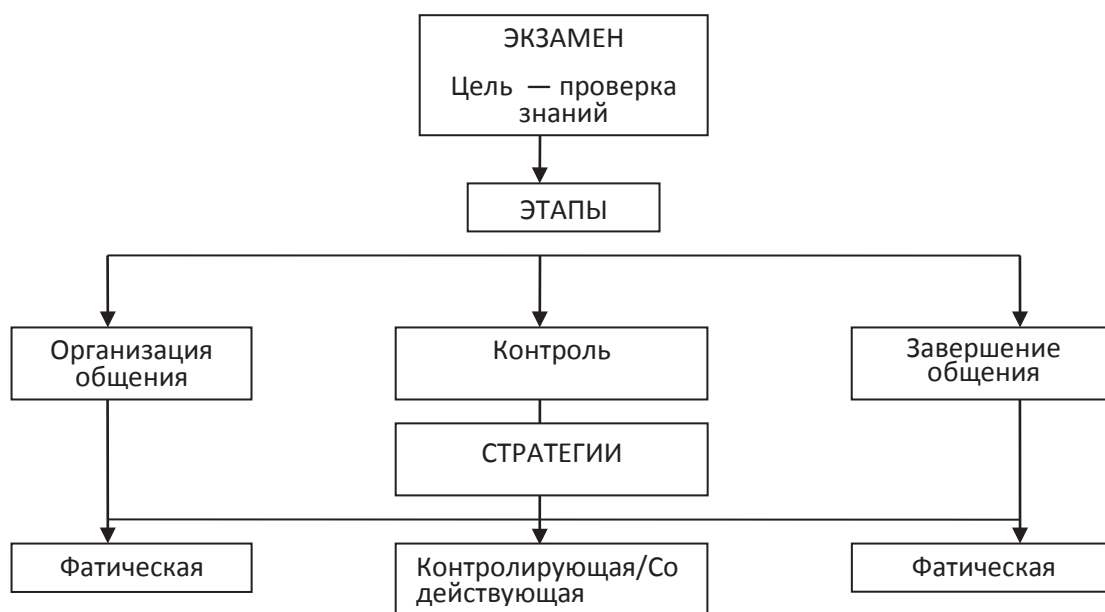 ЭКЗАМЕН
Цель — проверка
знаний
ЭТАПЫ
Организация
общения
Контроль
Завершение
общения
СТРАТЕГИИ
Фатическая
Контролирующая/Со
действующая
Фатическая